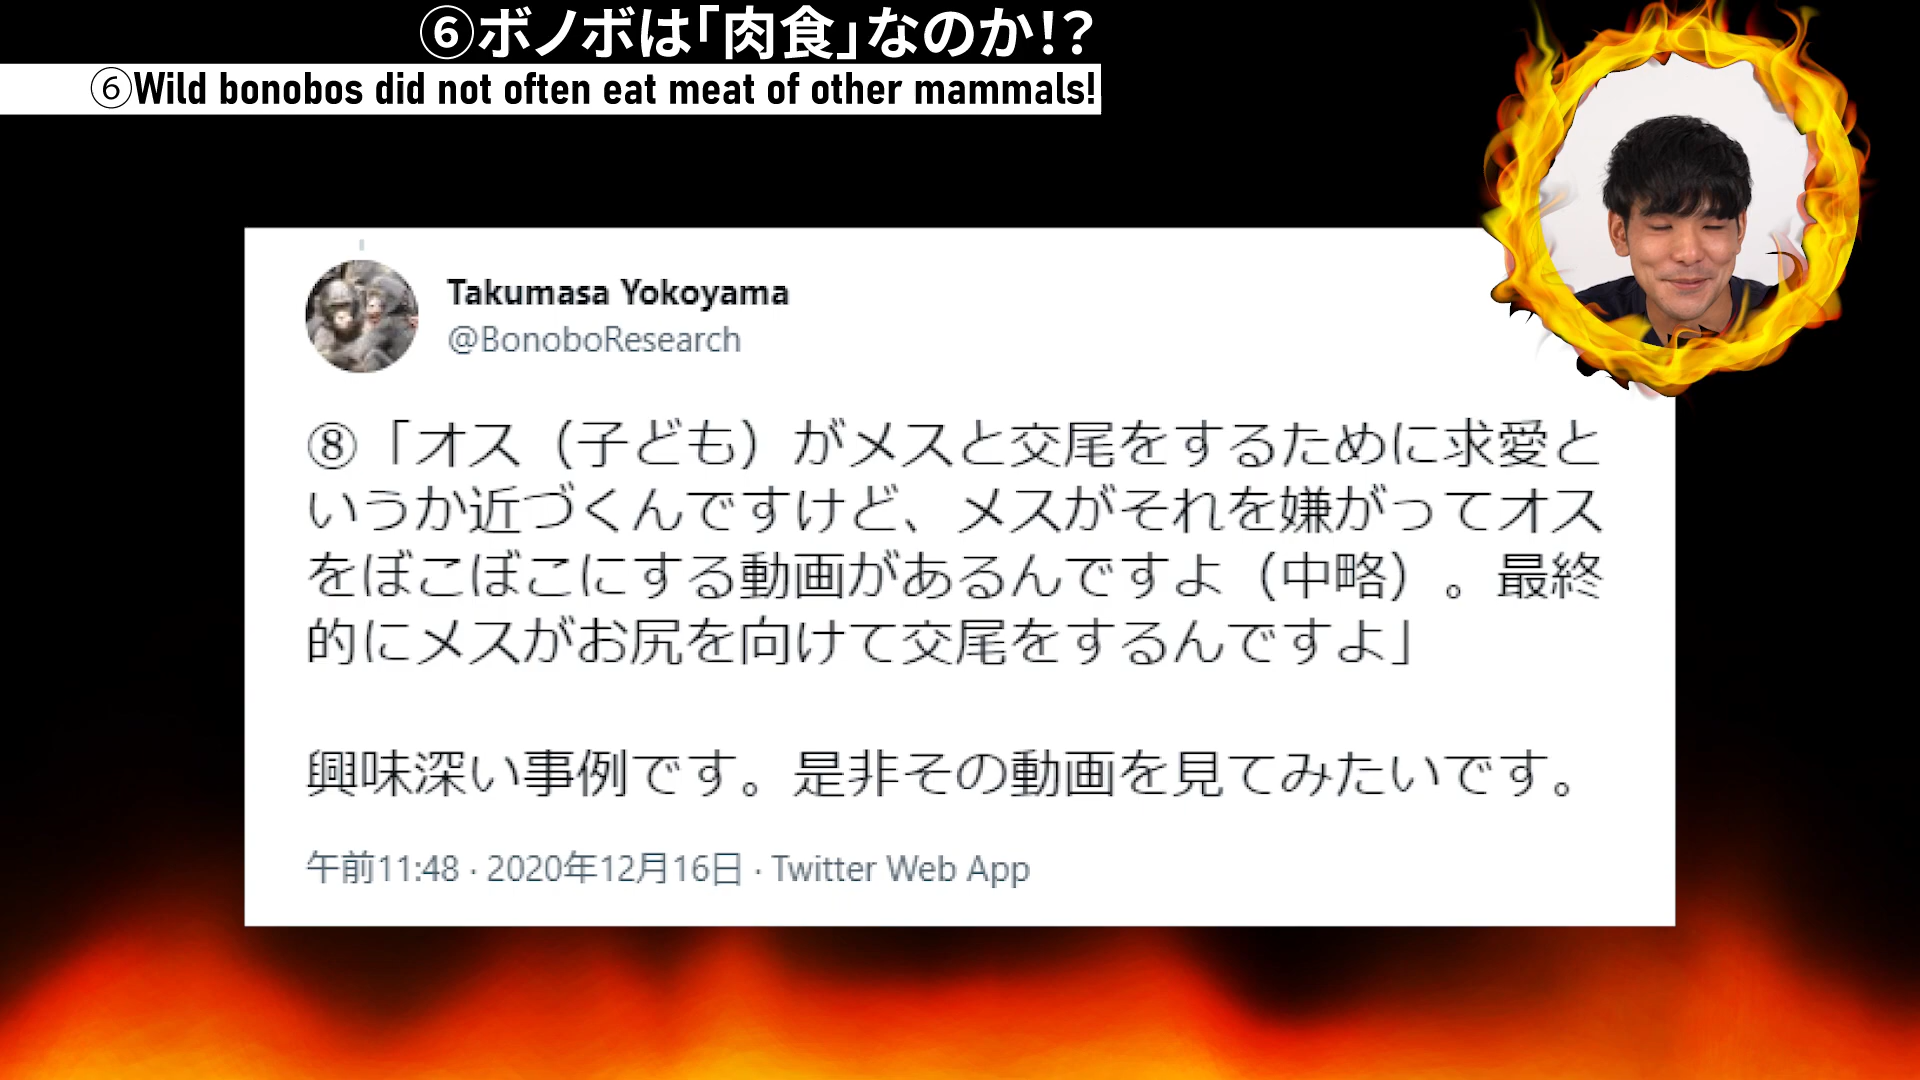 ⑥ボノボは「肉食」なのか!?
⑥Wild bonobos did not often eat meat of other mammals!
Takumasa Yokoyama
@BonoboResearch
⑧「オス（子ども）がメスと交尾をするために求愛と
いうか近づくんですけど、メスがそれを嫌がってオス
をぼこぼこにする動画があるんですよ（中略）。最終
的にメスがお尻を向けて交尾をするんですよ」
興味深い事例です。是非その動画を見てみたいです。
午前11:48 · 2020年12月16日 · Twitter Web App